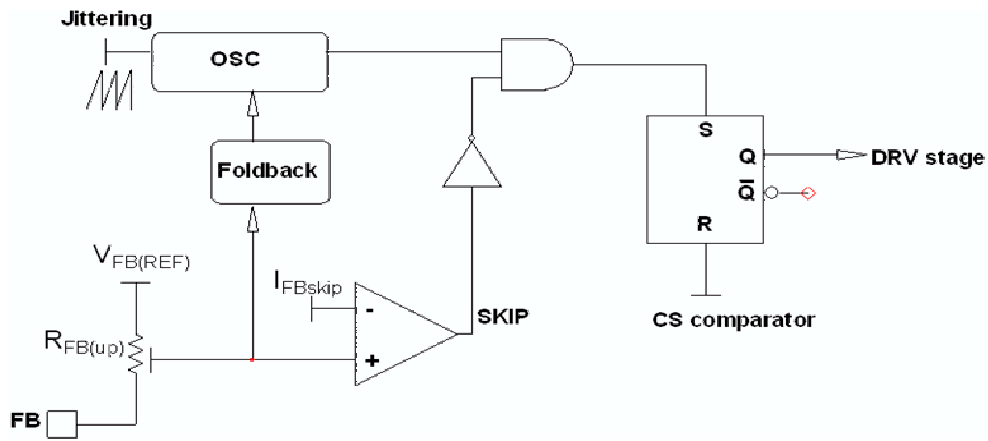 Jittering
OSC
Foldback
V_FB(REF)
R_FB(up)
FB
I_FBskip
-
+
SKIP
S
Q
Q̅
R
DRV stage
CS comparator